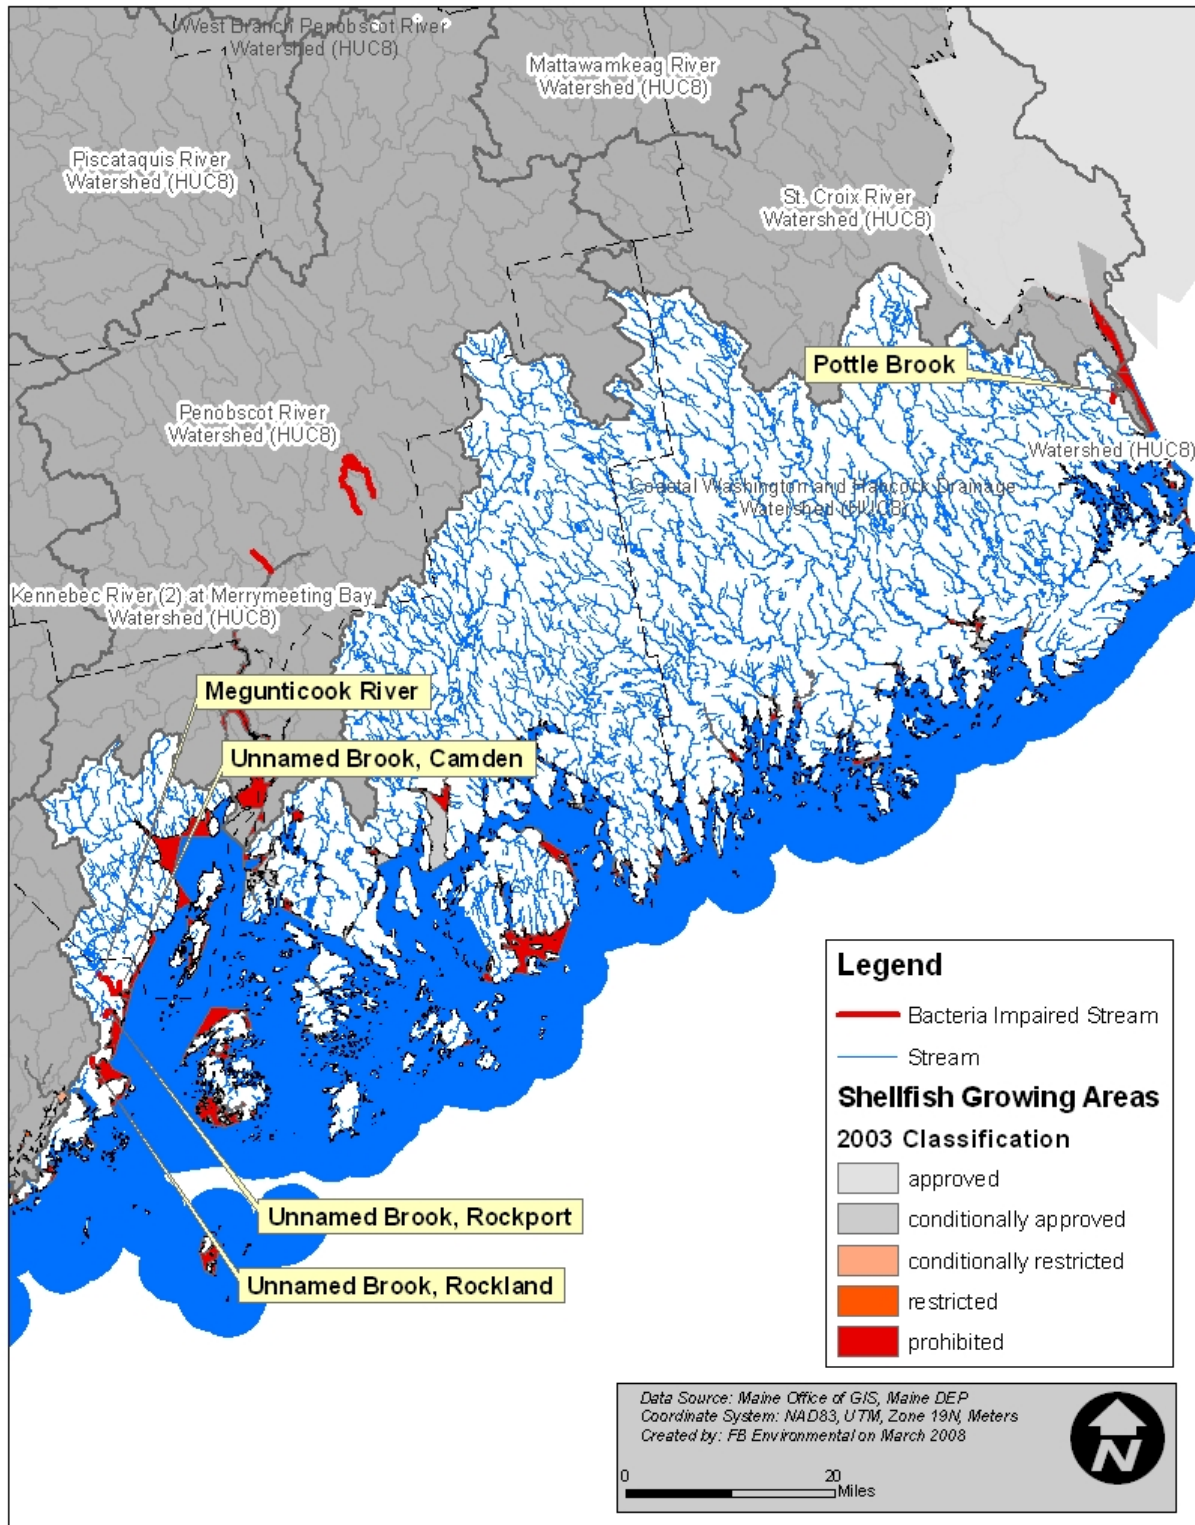 West Branch Penobscot River
Watershed (HUC8)
Mattawamkeag River
Watershed (HUC8)
Piscataquis River
Watershed (HUC8)
St. Croix River
Watershed (HUC8)
Pottle Brook
Penobscot River
Watershed (HUC8)
Watershed (HUC8)
Coastal Washington and Hancock Drainage
Watershed (HUC8)
Kennebec River (2) at Merrymeeting Bay
Watershed (HUC8)
Megunticook River
Unnamed Brook, Camden
Unnamed Brook, Rockport
Unnamed Brook, Rockland
Legend
Bacteria Impaired Stream
Stream
Shellfish Growing Areas
2003 Classification
approved
conditionally approved
conditionally restricted
restricted
prohibited
Data Source: Maine Office of GIS, Maine DEP
Coordinate System: NAD83, UTM, Zone 19N, Meters
Created by: FB Environmental on March 2008
0 20
Miles
N